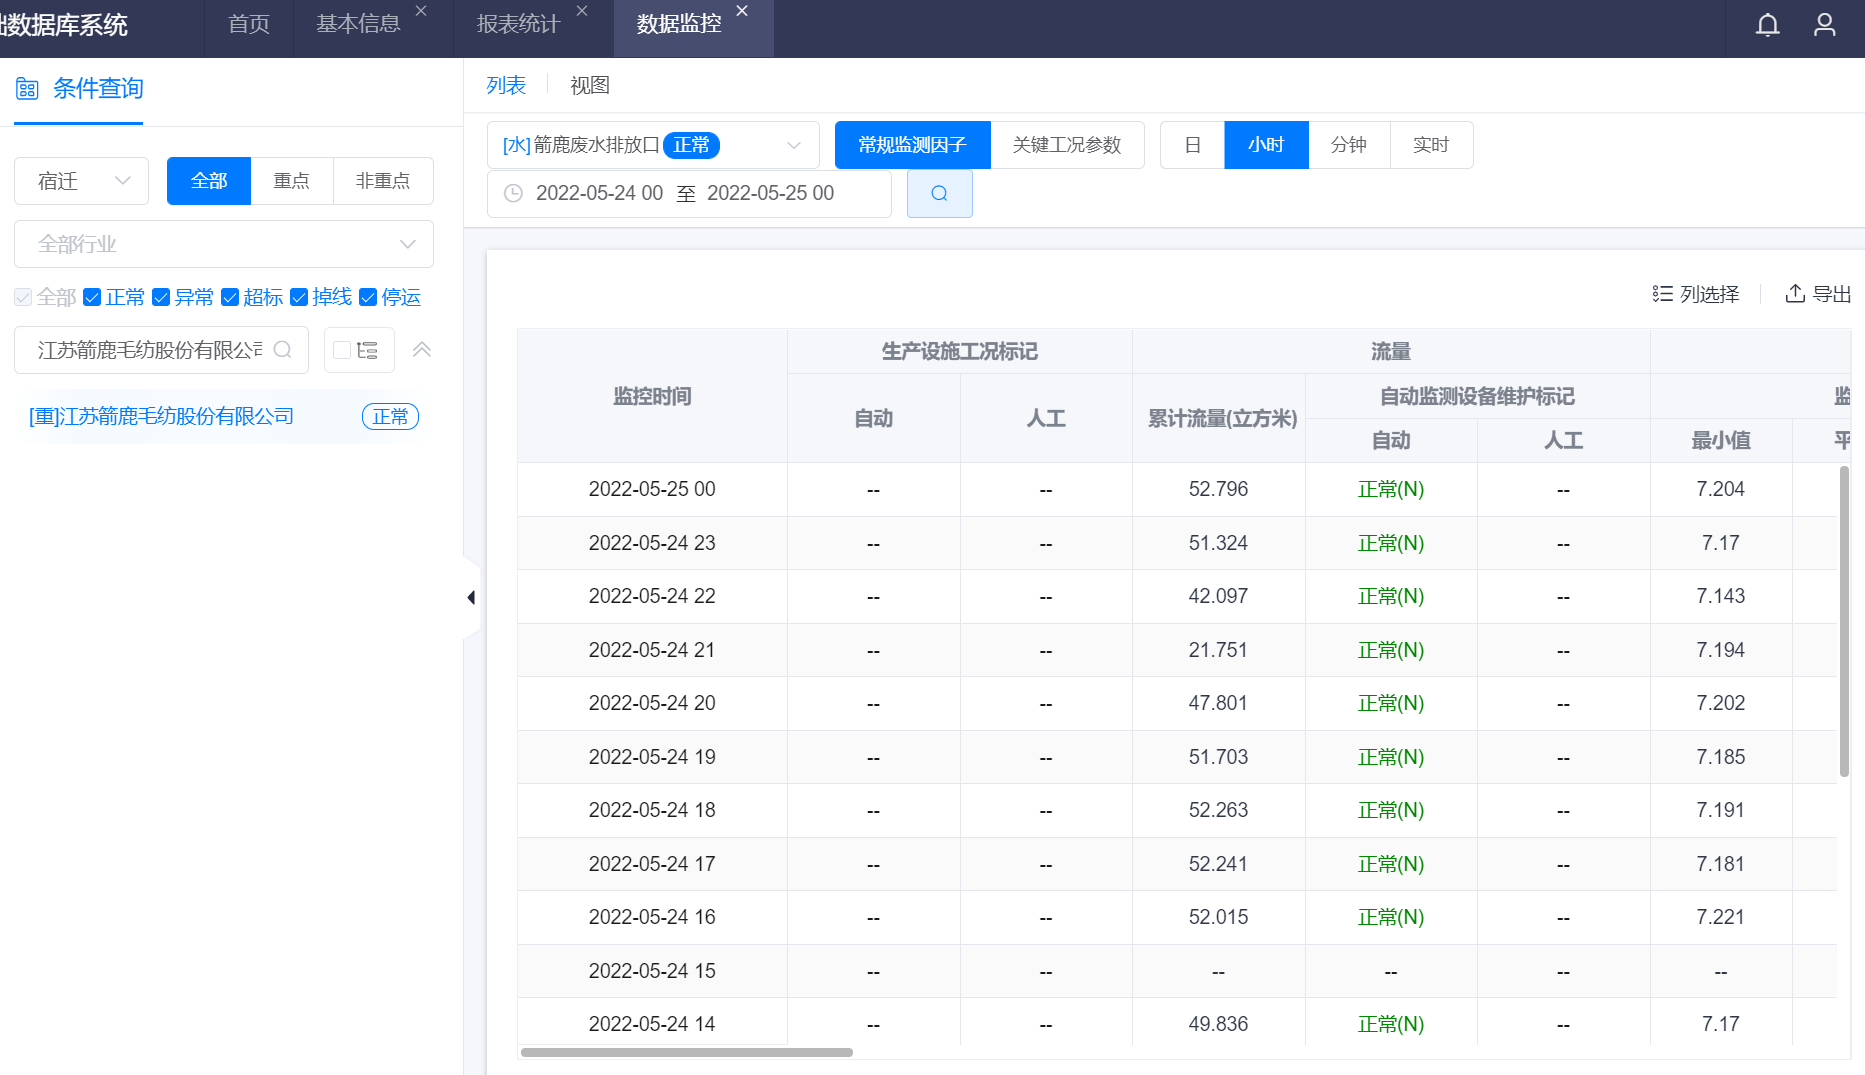 数据库系统
首页
基本信息
报表统计
数据监控
条件查询
宿迁
全部
重点
非重点
全部行业
全部 正常 异常 超标 掉线 停运
江苏箭鹿毛纺股份有限公司
[重]江苏箭鹿毛纺股份有限公司 正常
列表 视图
[水] 箭鹿废水排放口 正常
常规监测因子 关键工况参数
日 小时 分钟 实时
2022-05-24 00 至 2022-05-25 00
列选择 导出
监控时间
生产设施工况标记
流量
自动
人工
累计流量(立方米)
自动监测设备维护标记
监
自动
人工
最小值
平
2022-05-25 00 -- -- 52.796 正常(N) -- 7.204
2022-05-24 23 -- -- 51.324 正常(N) -- 7.17
2022-05-24 22 -- -- 42.097 正常(N) -- 7.143
2022-05-24 21 -- -- 21.751 正常(N) -- 7.194
2022-05-24 20 -- -- 47.801 正常(N) -- 7.202
2022-05-24 19 -- -- 51.703 正常(N) -- 7.185
2022-05-24 18 -- -- 52.263 正常(N) -- 7.191
2022-05-24 17 -- -- 52.241 正常(N) -- 7.181
2022-05-24 16 -- -- 52.015 正常(N) -- 7.221
2022-05-24 15 -- -- -- -- -- --
2022-05-24 14 -- -- 49.836 正常(N) -- 7.17